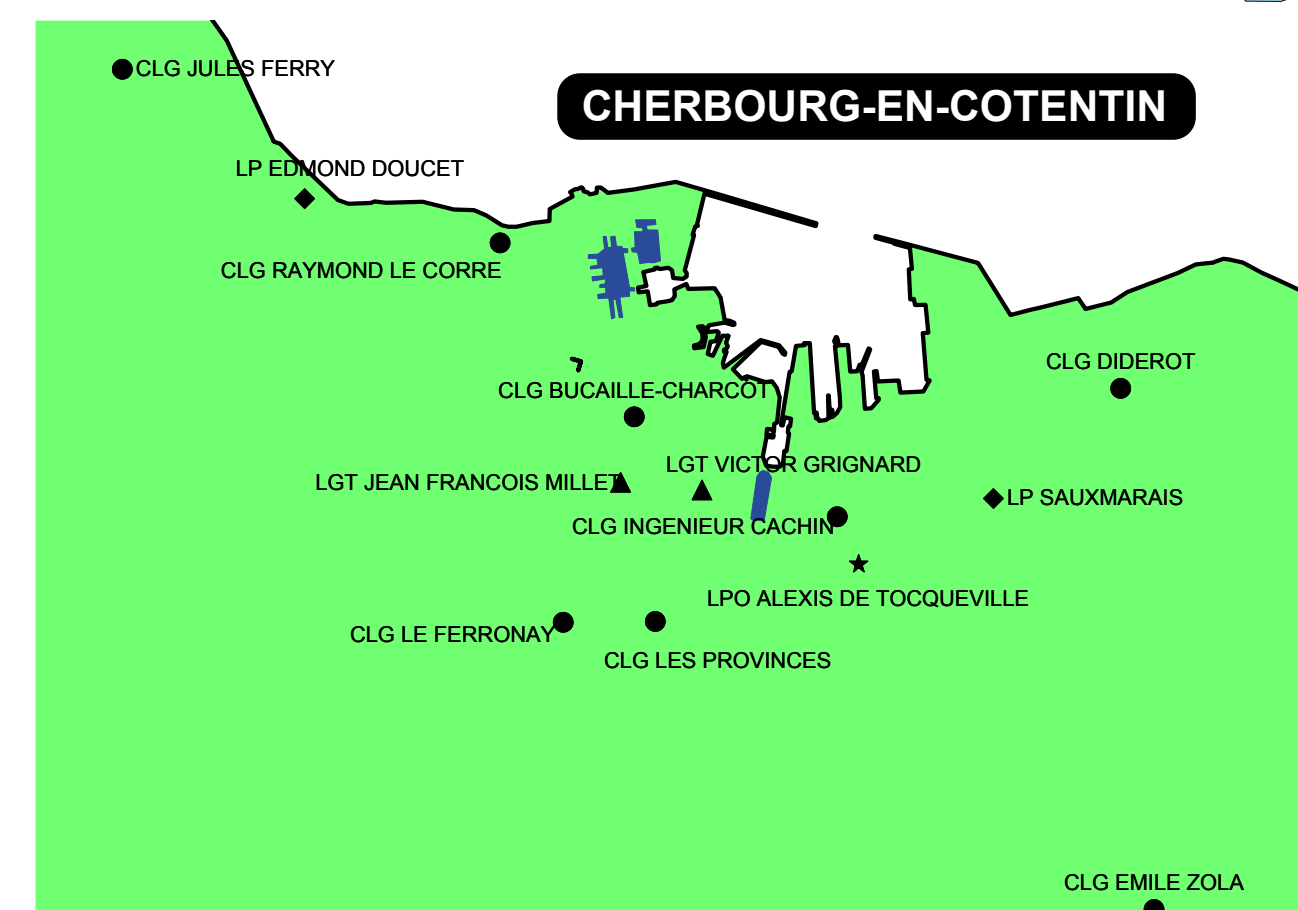 CLG JULES FERRY
CHERBOURG-EN-COTENTIN
LP EDMOND DOUCET
CLG RAYMOND LE CORRE
CLG DIDEROT
CLG BUCAILLE-CHARCOT
LGT VICTOR GRIGNARD
LGT JEAN FRANCOIS MILLET
LP SAUXMARAIS
CLG INGENIEUR CACHIN
LPO ALEXIS DE TOCQUEVILLE
CLG LE FERRONAY
CLG LES PROVINCES
CLG EMILE ZOLA